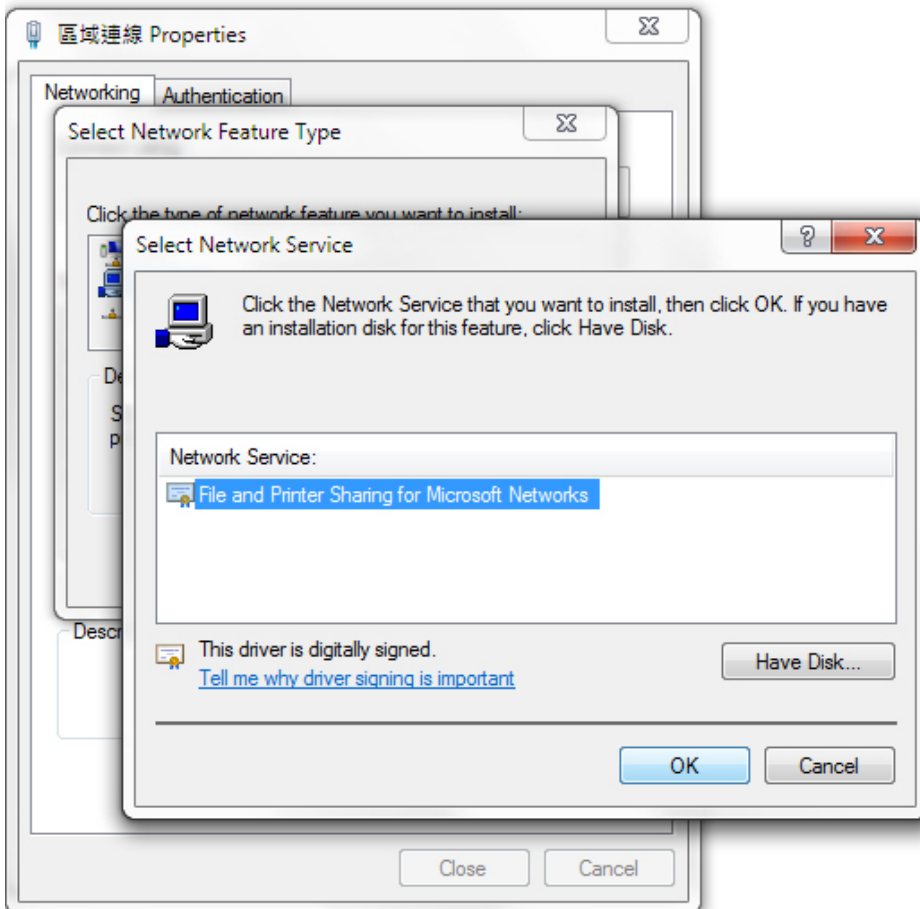 區域連線 Properties
Networking
Authentication
Select Network Feature Type
Click the type of network feature you want to install:
Select Network Service
Click the Network Service that you want to install, then click OK. If you have
an installation disk for this feature, click Have Disk.
Network Service:
File and Printer Sharing for Microsoft Networks
This driver is digitally signed.
Tell me why driver signing is important
Have Disk...
OK
Cancel
Close
Cancel